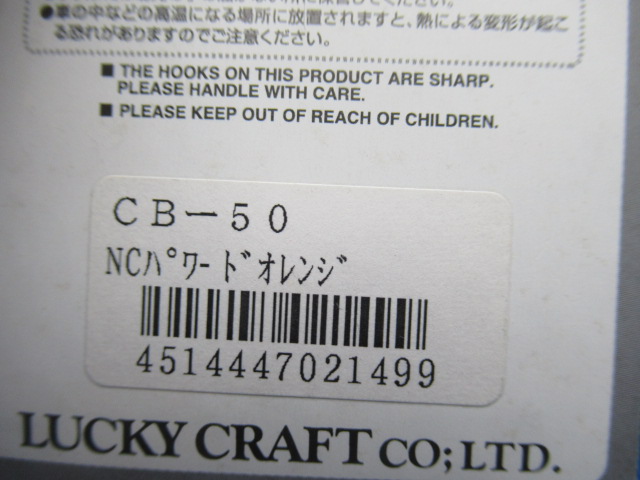 ●車の中などの高温になる場所に放置されますと、熱による変形が起こ
る恐れがありますのでご注意ください。
■ THE HOOKS ON THIS PRODUCT ARE SHARP.
PLEASE HANDLE WITH CARE.
■ PLEASE KEEP OUT OF REACH OF CHILDREN.
CB-50
NCﾊﾟﾜｰﾄﾞｵﾚﾝｼﾞ
4514447021499
LUCKY CRAFT CO;LTD.